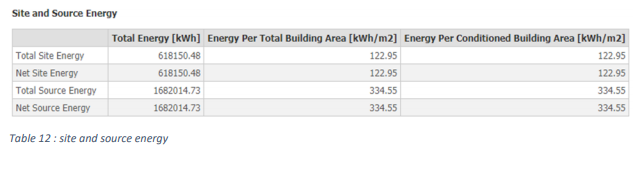 Site and Source Energy
Total Energy [kWh] Energy Per Total Building Area [kWh/m2] Energy Per Conditioned Building Area [kWh/m2]
Total Site Energy 618150.48 122.95 122.95
Net Site Energy 618150.48 122.95 122.95
Total Source Energy 1682014.73 334.55 334.55
Net Source Energy 1682014.73 334.55 334.55
Table 12 : site and source energy